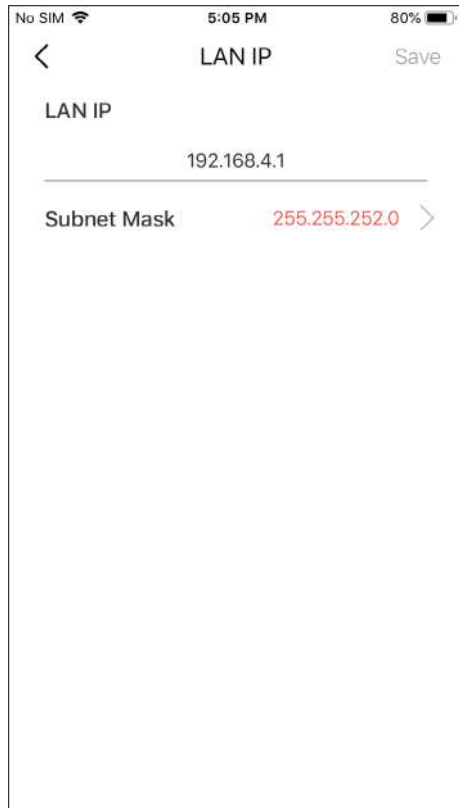 No SIM 5:05 PM 80%
LAN IP Save
LAN IP
192.168.4.1
Subnet Mask 255.255.252.0